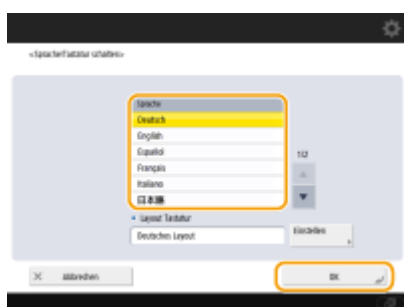 <Sprache/Tastatur schalten>
Sprache
Deutsch
English
Español
Français
Italiano
日本語
1/2
Layout Tastatur
Deutsches Layout
Einstellen
Abbrechen
OK